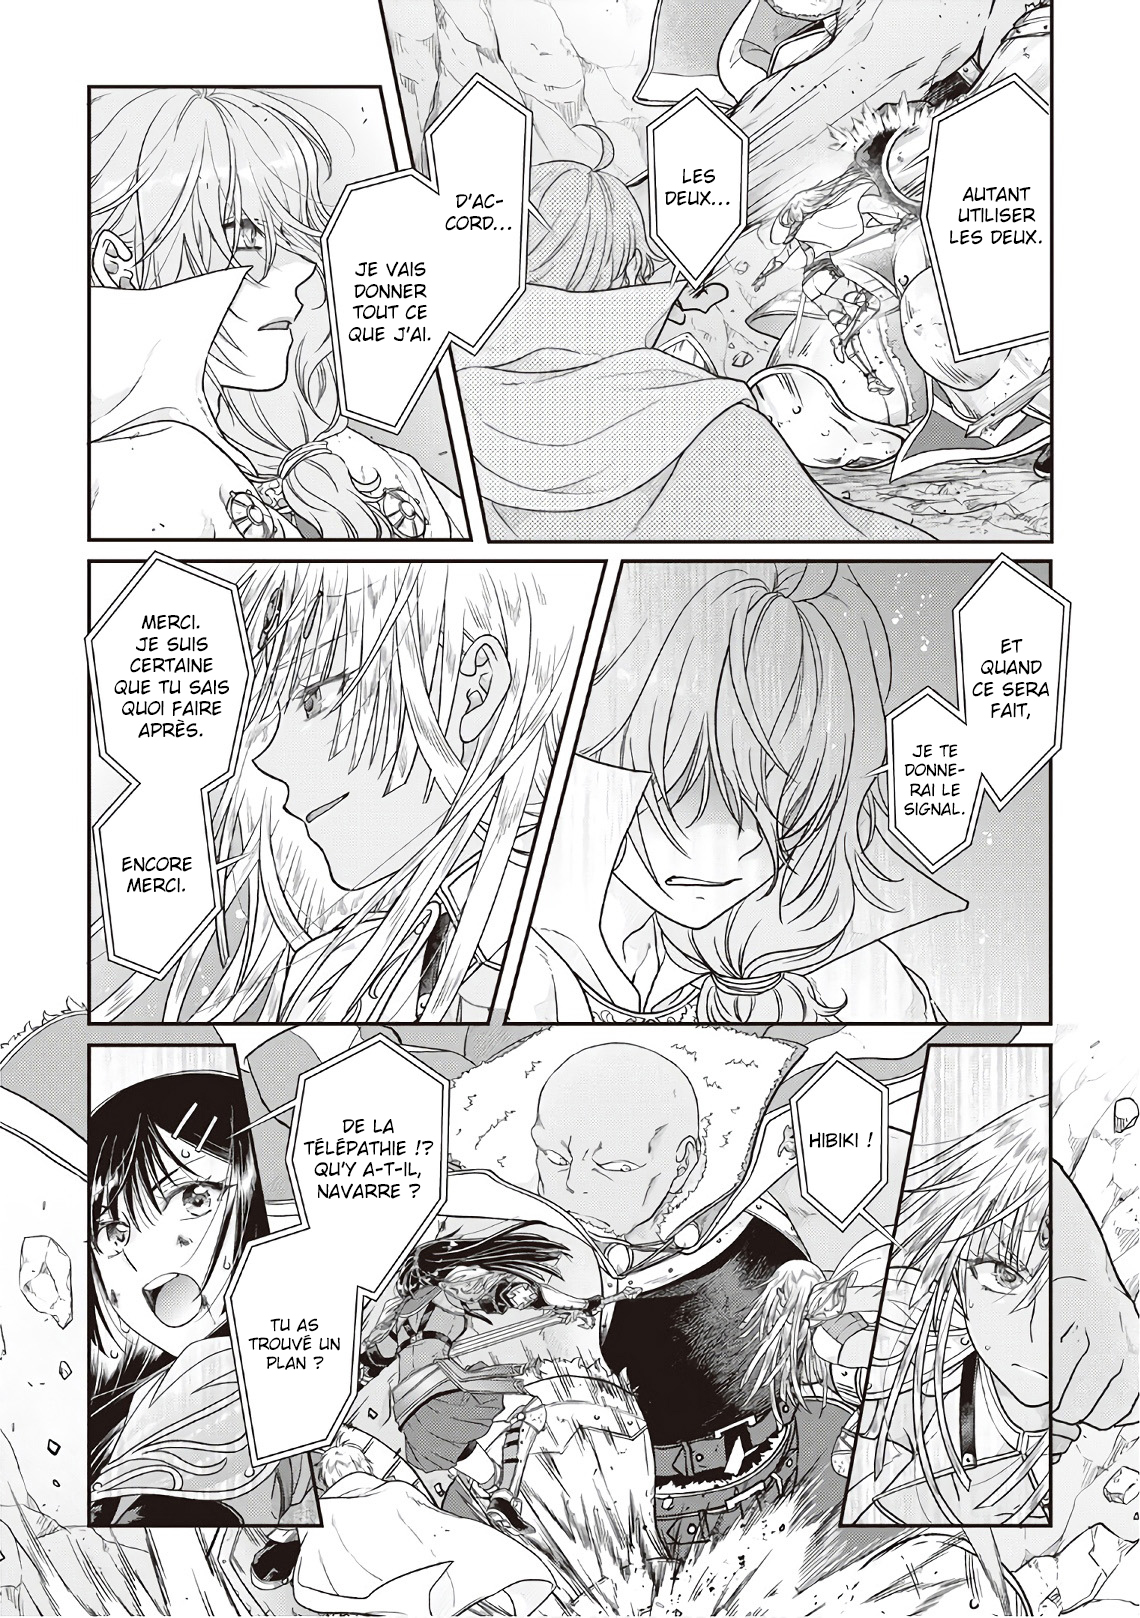 AUTANT
UTILISER
LES DEUX.
LES
DEUX...
D'AC-
CORD...
JE VAIS
DONNER
TOUT CE
QUE J'AI.
ET
QUAND
CE SERA
FAIT,
JE TE
DONNE-
RAI LE
SIGNAL.
MERCI.
JE SUIS
CERTAINE
QUE TU SAIS
QUOI FAIRE
APRÈS.
ENCORE
MERCI.
HIBIKI !
DE LA
TÉLÉPATHIE !?
QU'Y A-T-IL,
NAVARRE ?
TU AS
TROUVÉ UN
PLAN ?